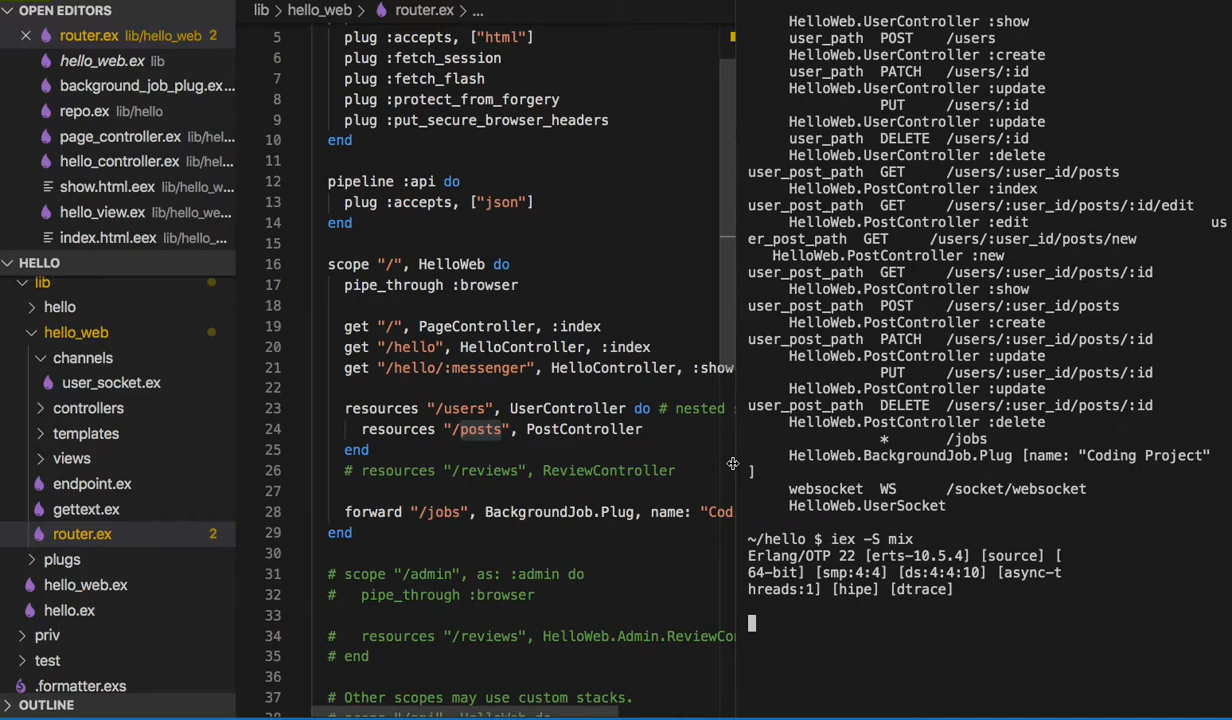 OPEN EDITORS
router.ex lib/hello_web 2
hello_web.ex lib
background_job_plug.ex...
repo.ex lib/hello
page_controller.ex lib/hel...
hello_controller.ex lib/hel...
show.html.eex lib/hello_w...
hello_view.ex lib/hello_we...
index.html.eex lib/hello_...
HELLO
lib
hello
hello_web
channels
user_socket.ex
controllers
templates
views
endpoint.ex
gettext.ex
router.ex 2
plugs
hello_web.ex
hello.ex
priv
test
.formatter.exs
OUTLINE
lib > hello_web > router.ex > ...
5 plug :accepts, ["html"]
6 plug :fetch_session
7 plug :fetch_flash
8 plug :protect_from_forgery
9 plug :put_secure_browser_headers
10 end
11
12 pipeline :api do
13 plug :accepts, ["json"]
14 end
15
16 scope "/", HelloWeb do
17 pipe_through :browser
18
19 get "/", PageController, :index
20 get "/hello", HelloController, :index
21 get "/hello/:messenger", HelloController, :show
22
23 resources "/users", UserController do # nested
24 resources "/posts", PostController
25 end
26 # resources "/reviews", ReviewController
27
28 forward "/jobs", BackgroundJob.Plug, name: "Cod
29 end
30
31 # scope "/admin", as: :admin do
32 # pipe_through :browser
33
34 # resources "/reviews", HelloWeb.Admin.ReviewCo
35 # end
36
37 # Other scopes may use custom stacks.
HelloWeb.UserController :show
user_path POST /users
HelloWeb.UserController :create
user_path PATCH /users/:id
HelloWeb.UserController :update
PUT /users/:id
HelloWeb.UserController :update
user_path DELETE /users/:id
HelloWeb.UserController :delete
user_post_path GET /users/:user_id/posts
HelloWeb.PostController :index
user_post_path GET /users/:user_id/posts/:id/edit
HelloWeb.PostController :edit us
er_post_path GET /users/:user_id/posts/new
HelloWeb.PostController :new
user_post_path GET /users/:user_id/posts/:id
HelloWeb.PostController :show
user_post_path POST /users/:user_id/posts
HelloWeb.PostController :create
user_post_path PATCH /users/:user_id/posts/:id
HelloWeb.PostController :update
PUT /users/:user_id/posts/:id
HelloWeb.PostController :update
user_post_path DELETE /users/:user_id/posts/:id
HelloWeb.PostController :delete
* /jobs
HelloWeb.BackgroundJob.Plug [name: "Coding Project"
]
websocket WS /socket/websocket
HelloWeb.UserSocket
~/hello $ iex -S mix
Erlang/OTP 22 [erts-10.5.4] [source] [
64-bit] [smp:4:4] [ds:4:4:10] [async-t
hreads:1] [hipe] [dtrace]